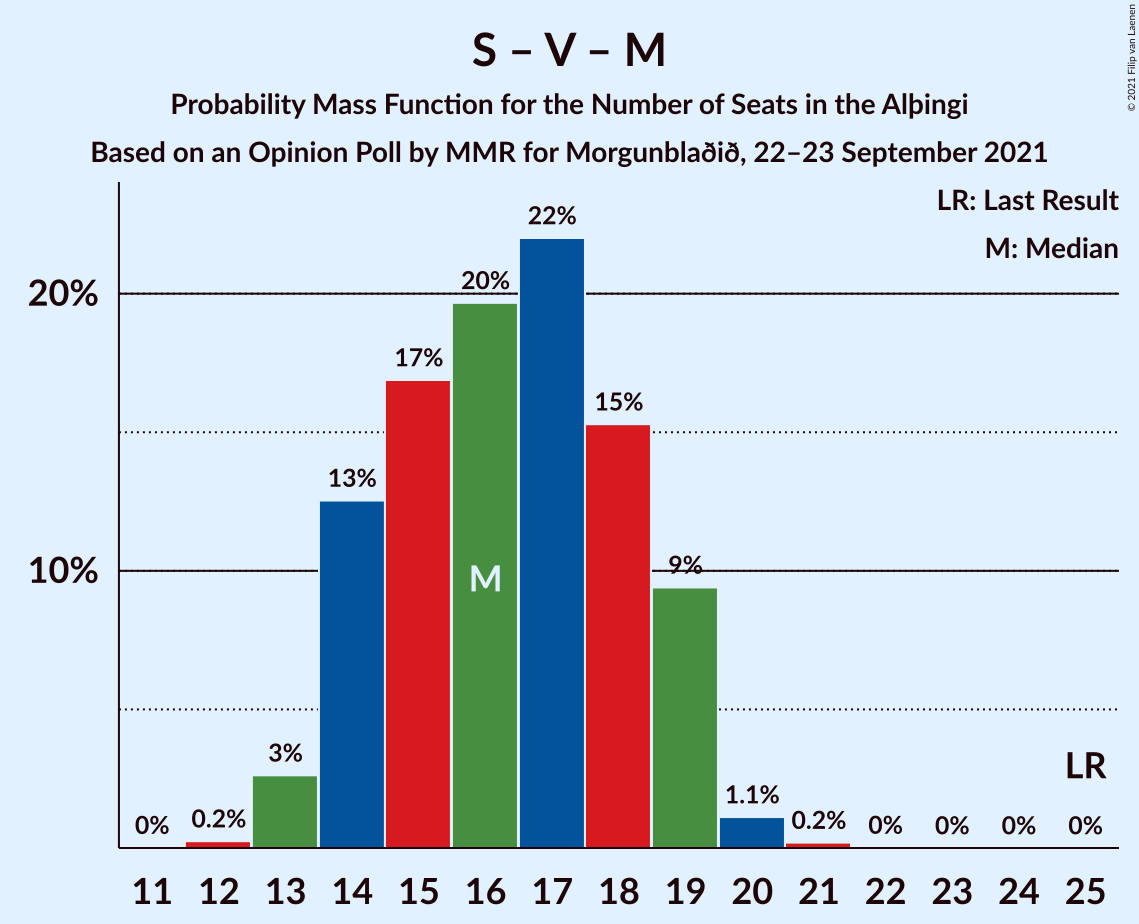 S – V – M
Probability Mass Function for the Number of Seats in the Alþingi
Based on an Opinion Poll by MMR for Morgunblaðið, 22–23 September 2021
© 2021 Filip van Laenen
LR: Last Result
M: Median
22%
20%
20%
17%
15%
13%
10%
9%
M
3%
LR
1.1%
0% 0.2% 0.2% 0% 0% 0% 0%
11 12 13 14 15 16 17 18 19 20 21 22 23 24 25